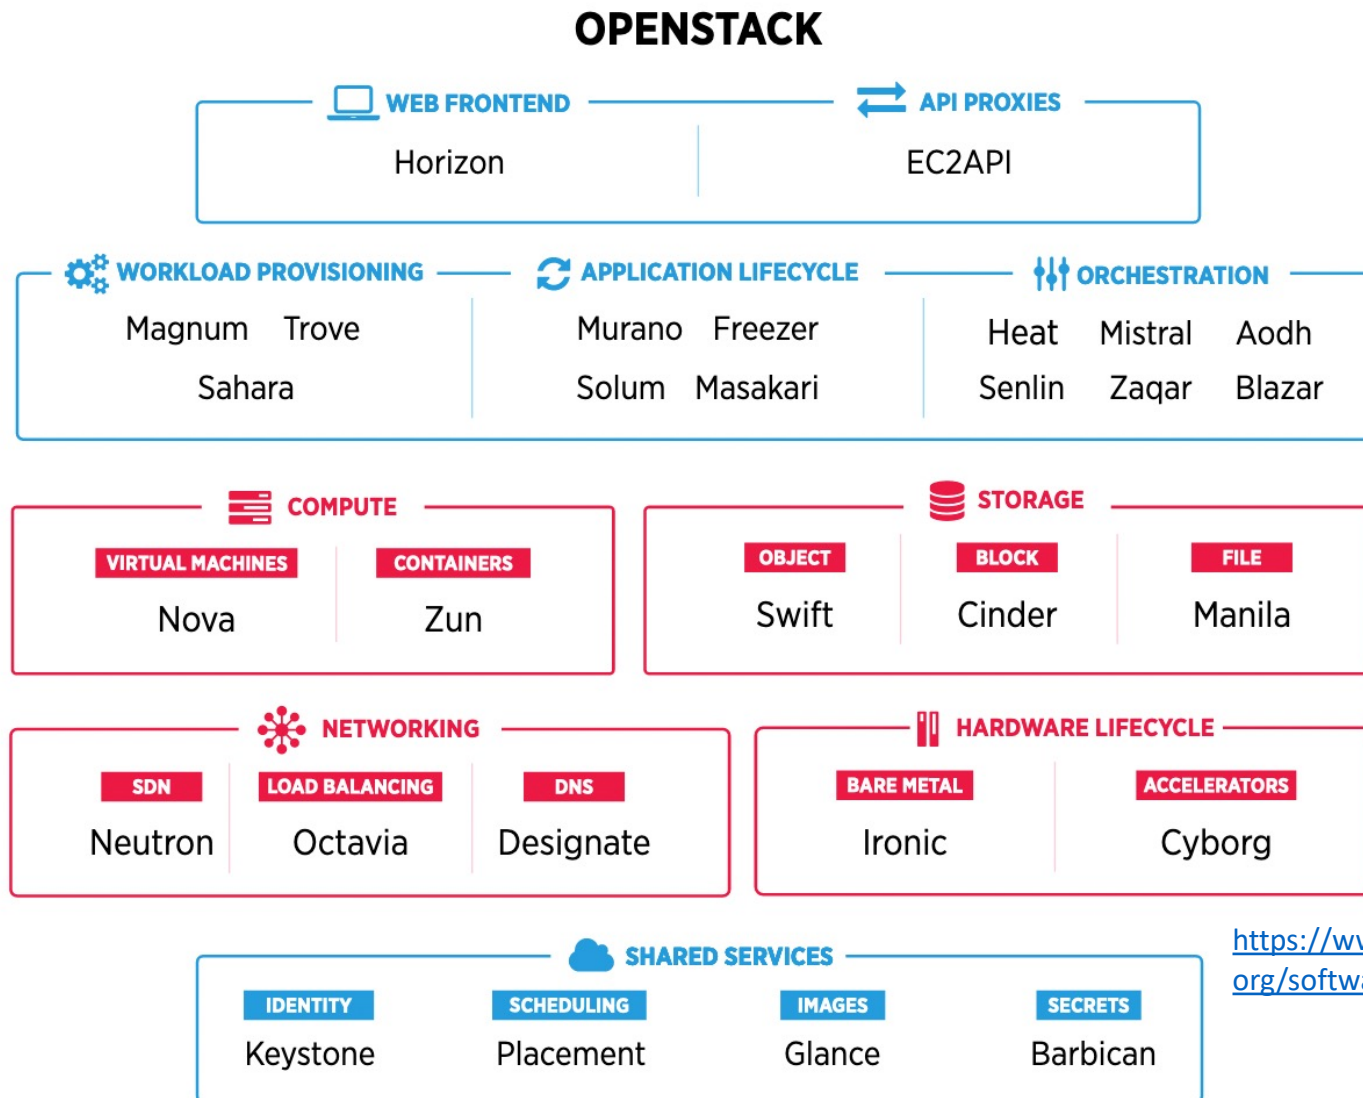 OPENSTACK
WEB FRONTEND API PROXIES
Horizon EC2API
WORKLOAD PROVISIONING APPLICATION LIFECYCLE ORCHESTRATION
Magnum Trove Murano Freezer Heat Mistral Aodh
Sahara Solum Masakari Senlin Zaqar Blazar
COMPUTE STORAGE
VIRTUAL MACHINES CONTAINERS OBJECT BLOCK FILE
Nova Zun Swift Cinder Manila
NETWORKING HARDWARE LIFECYCLE
SDN LOAD BALANCING DNS BARE METAL ACCELERATORS
Neutron Octavia Designate Ironic Cyborg
SHARED SERVICES
IDENTITY SCHEDULING IMAGES SECRETS
Keystone Placement Glance Barbican